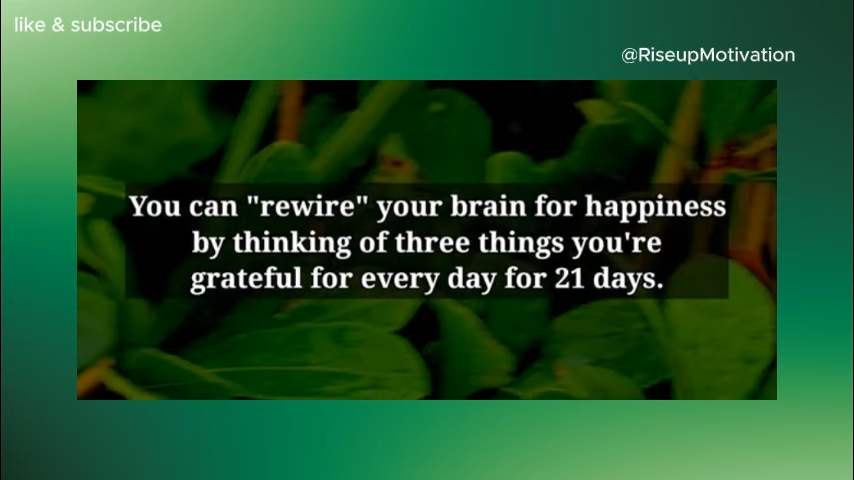 like & subscribe
@RiseupMotivation
You can "rewire" your brain for happiness
by thinking of three things you're
grateful for every day for 21 days.